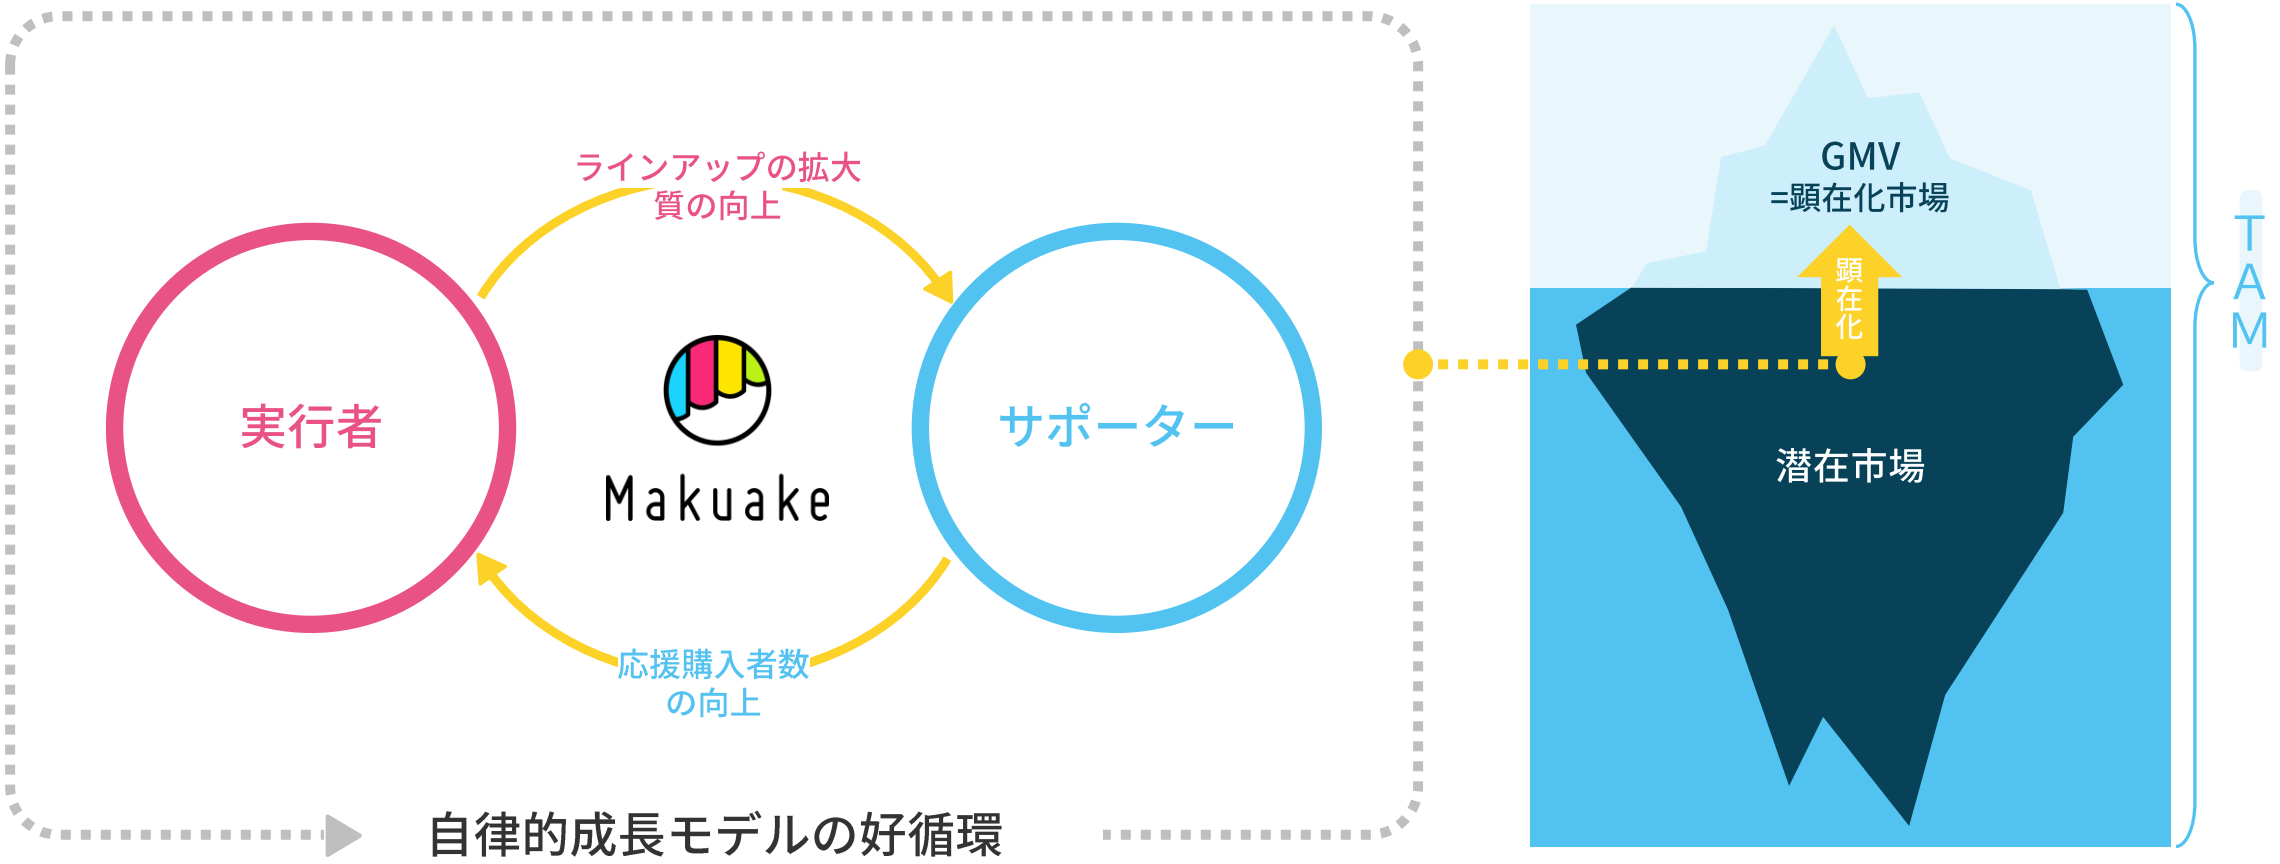 ラインアップの拡大
質の向上
実行者
Makuake
サポーター
応援購入者数
の向上
自律的成長モデルの好循環
GMV
=顕在化市場
顕在化
潜在市場
TAM